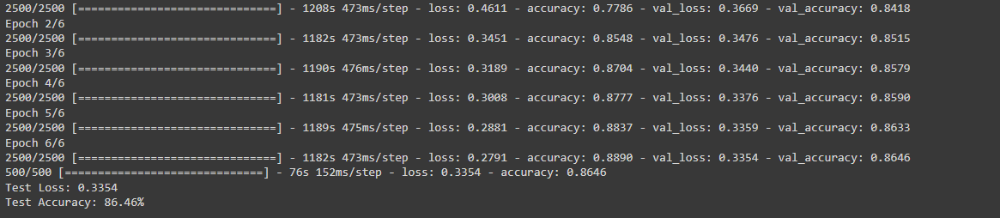 2500/2500 [==============================] - 1208s 473ms/step - loss: 0.4611 - accuracy: 0.7786 - val_loss: 0.3669 - val_accuracy: 0.8418
Epoch 2/6
2500/2500 [==============================] - 1182s 473ms/step - loss: 0.3451 - accuracy: 0.8548 - val_loss: 0.3476 - val_accuracy: 0.8515
Epoch 3/6
2500/2500 [==============================] - 1190s 476ms/step - loss: 0.3189 - accuracy: 0.8704 - val_loss: 0.3440 - val_accuracy: 0.8579
Epoch 4/6
2500/2500 [==============================] - 1181s 473ms/step - loss: 0.3008 - accuracy: 0.8777 - val_loss: 0.3376 - val_accuracy: 0.8590
Epoch 5/6
2500/2500 [==============================] - 1189s 475ms/step - loss: 0.2881 - accuracy: 0.8837 - val_loss: 0.3359 - val_accuracy: 0.8633
Epoch 6/6
2500/2500 [==============================] - 1182s 473ms/step - loss: 0.2791 - accuracy: 0.8890 - val_loss: 0.3354 - val_accuracy: 0.8646
500/500 [==============================] - 76s 152ms/step - loss: 0.3354 - accuracy: 0.8646
Test Loss: 0.3354
Test Accuracy: 86.46%